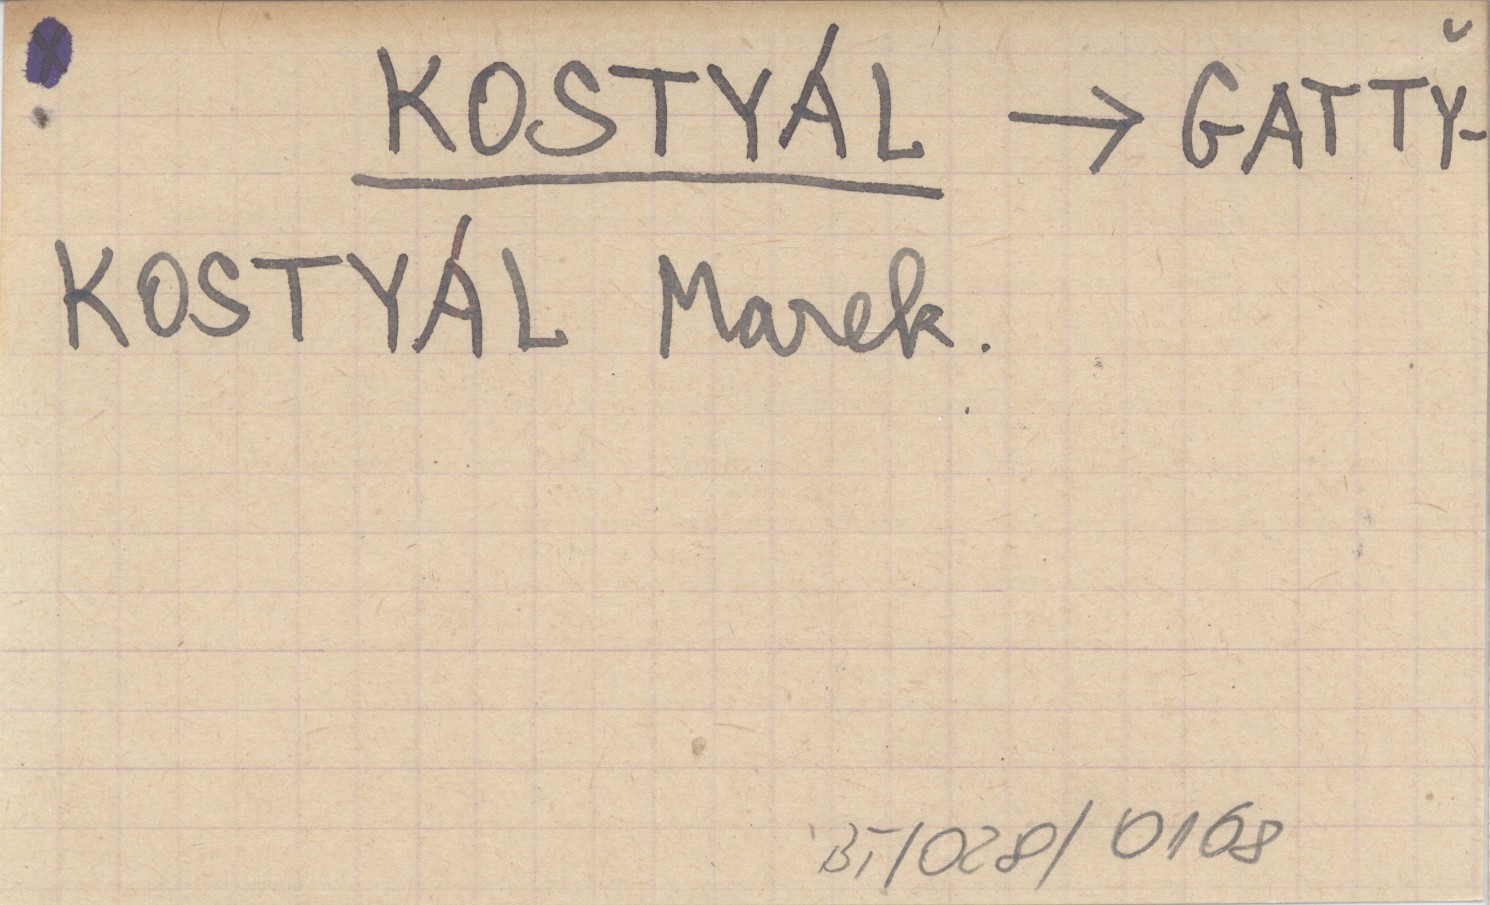 KOSTYÁL → GATTY-
KOSTYÁL Marek.
BT/028/0168